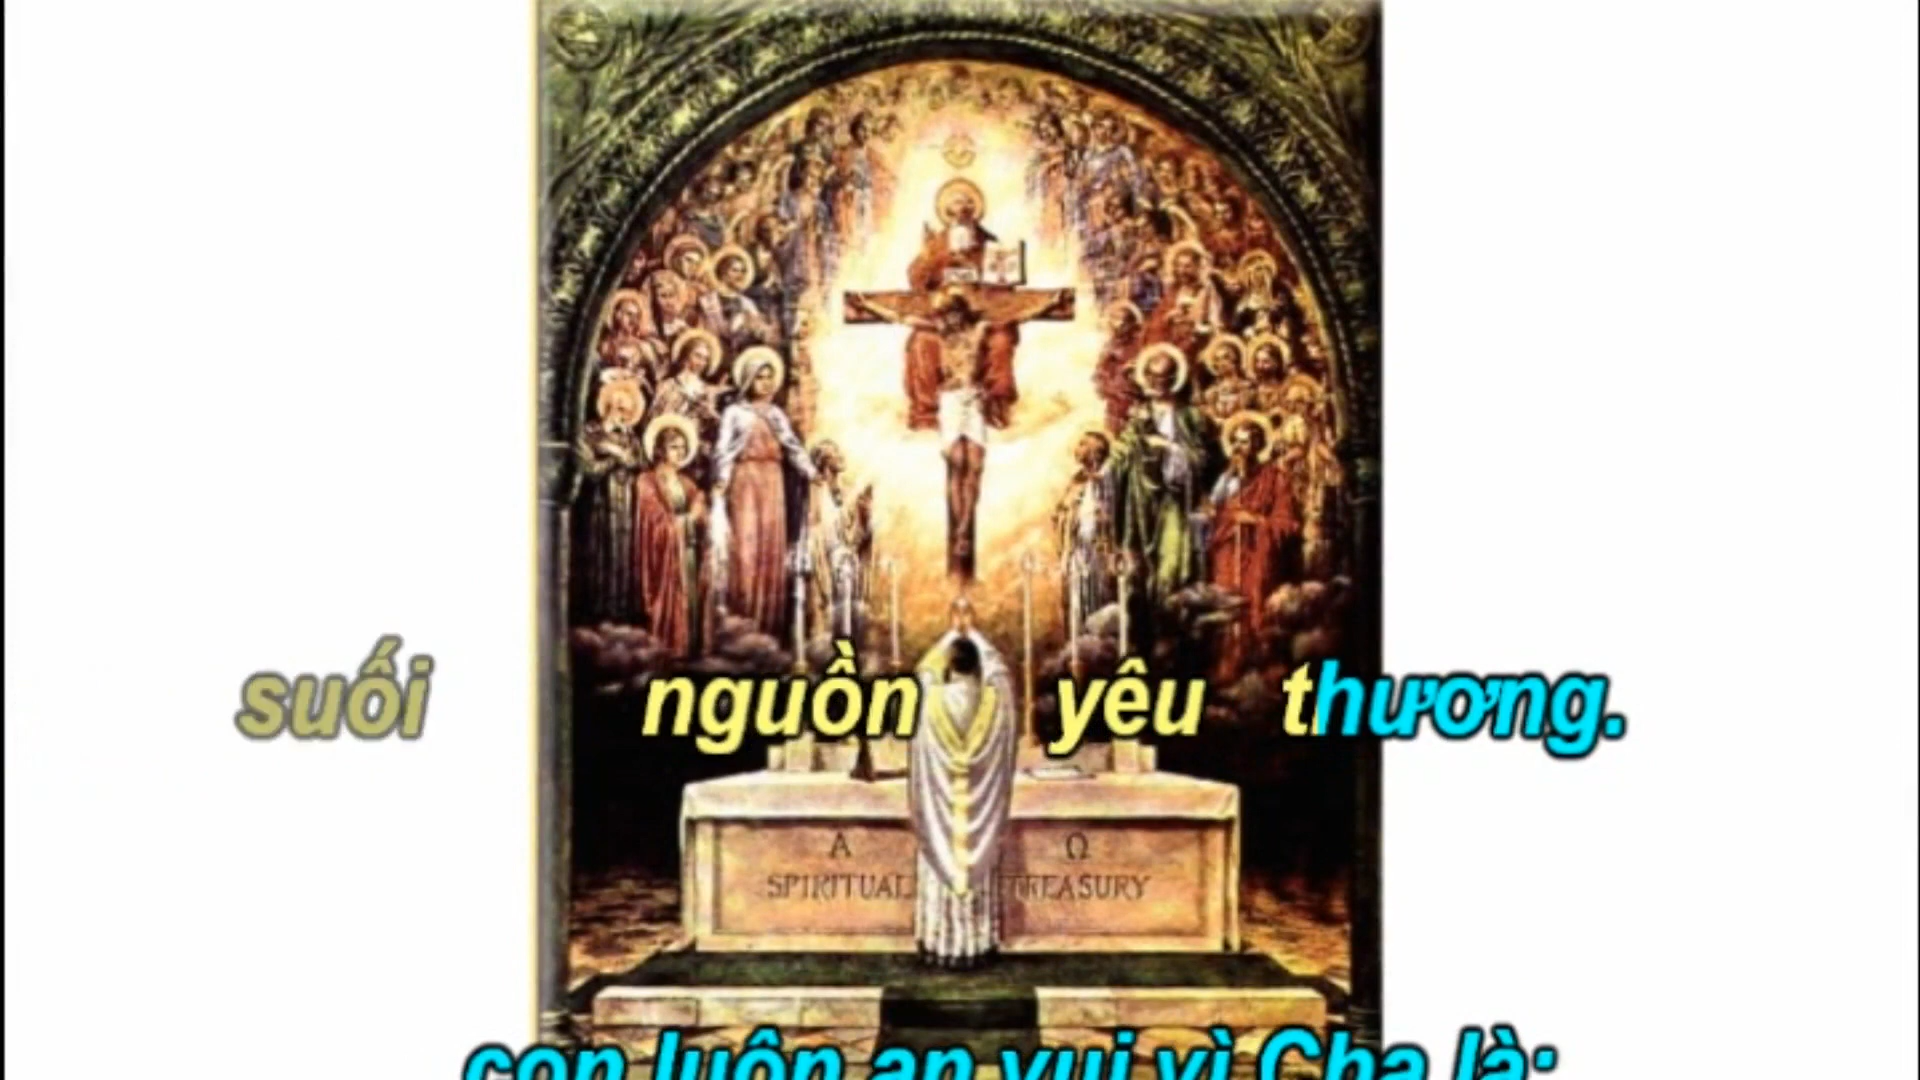 suối nguồn yêu thương.
Α Ω
SPIRITUAL TREASURY
con luôn an vui vì Cha là: